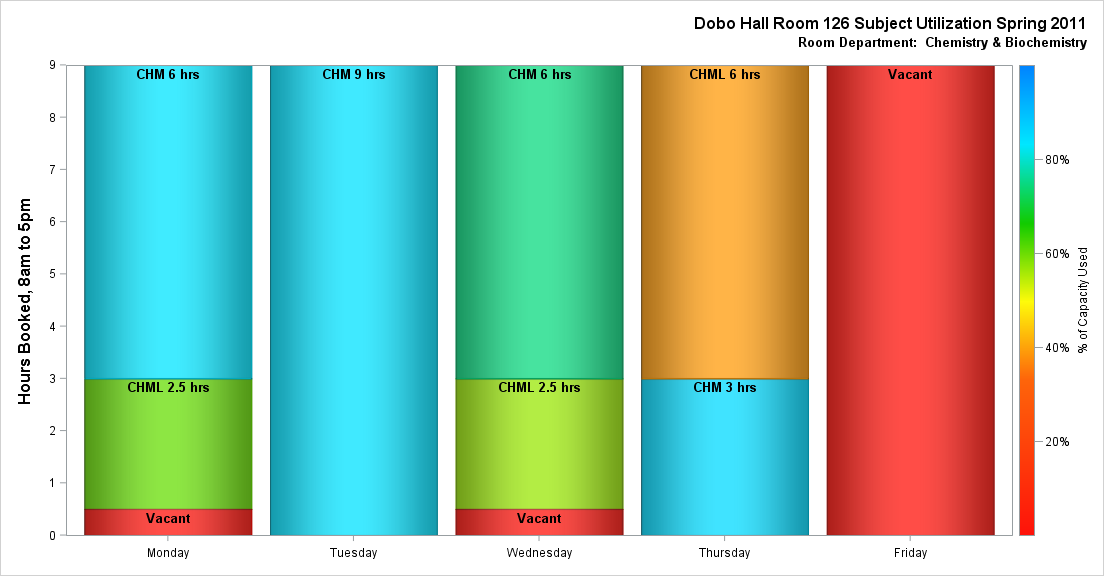 Dobo Hall Room 126 Subject Utilization Spring 2011
Room Department: Chemistry & Biochemistry
Hours Booked, 8am to 5pm
9
8
7
6
5
4
3
2
1
0
CHM 6 hrs
CHML 2.5 hrs
Vacant
CHM 9 hrs
CHM 6 hrs
CHML 2.5 hrs
Vacant
CHML 6 hrs
CHM 3 hrs
Vacant
Monday
Tuesday
Wednesday
Thursday
Friday
80%
60%
40%
20%
% of Capacity Used